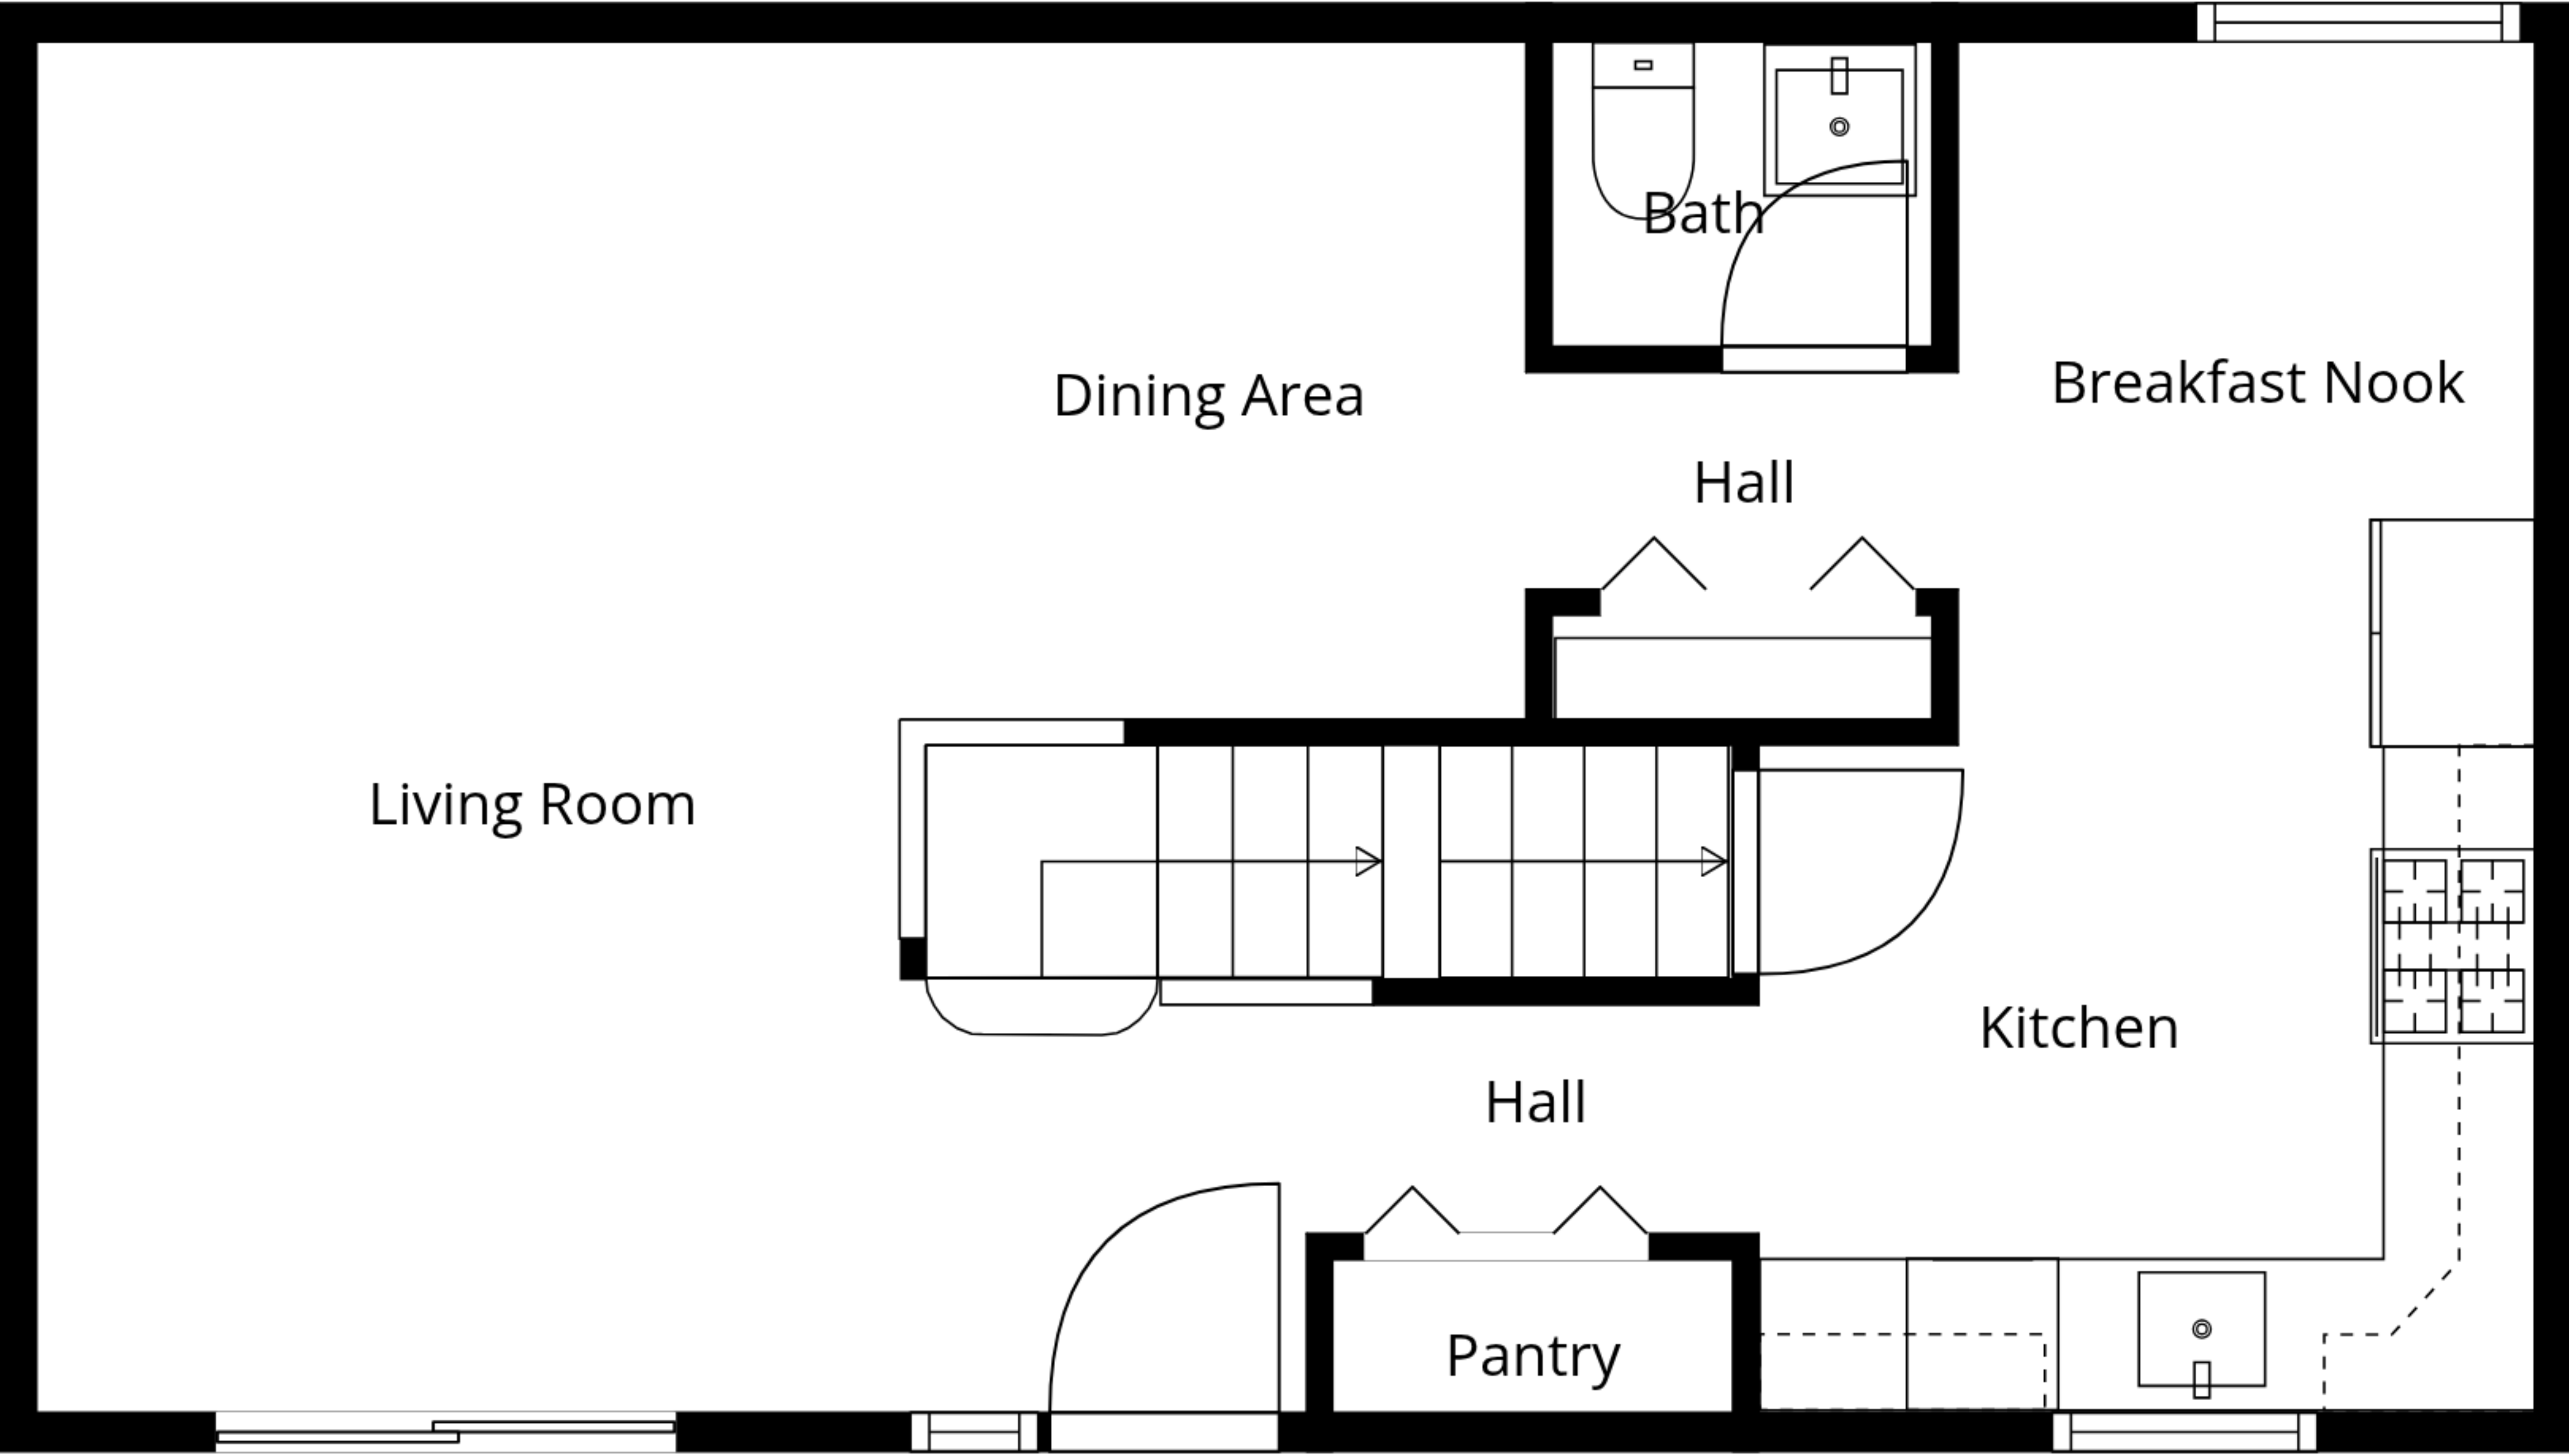 Bath
Dining Area
Breakfast Nook
Hall
Living Room
Kitchen
Hall
Pantry